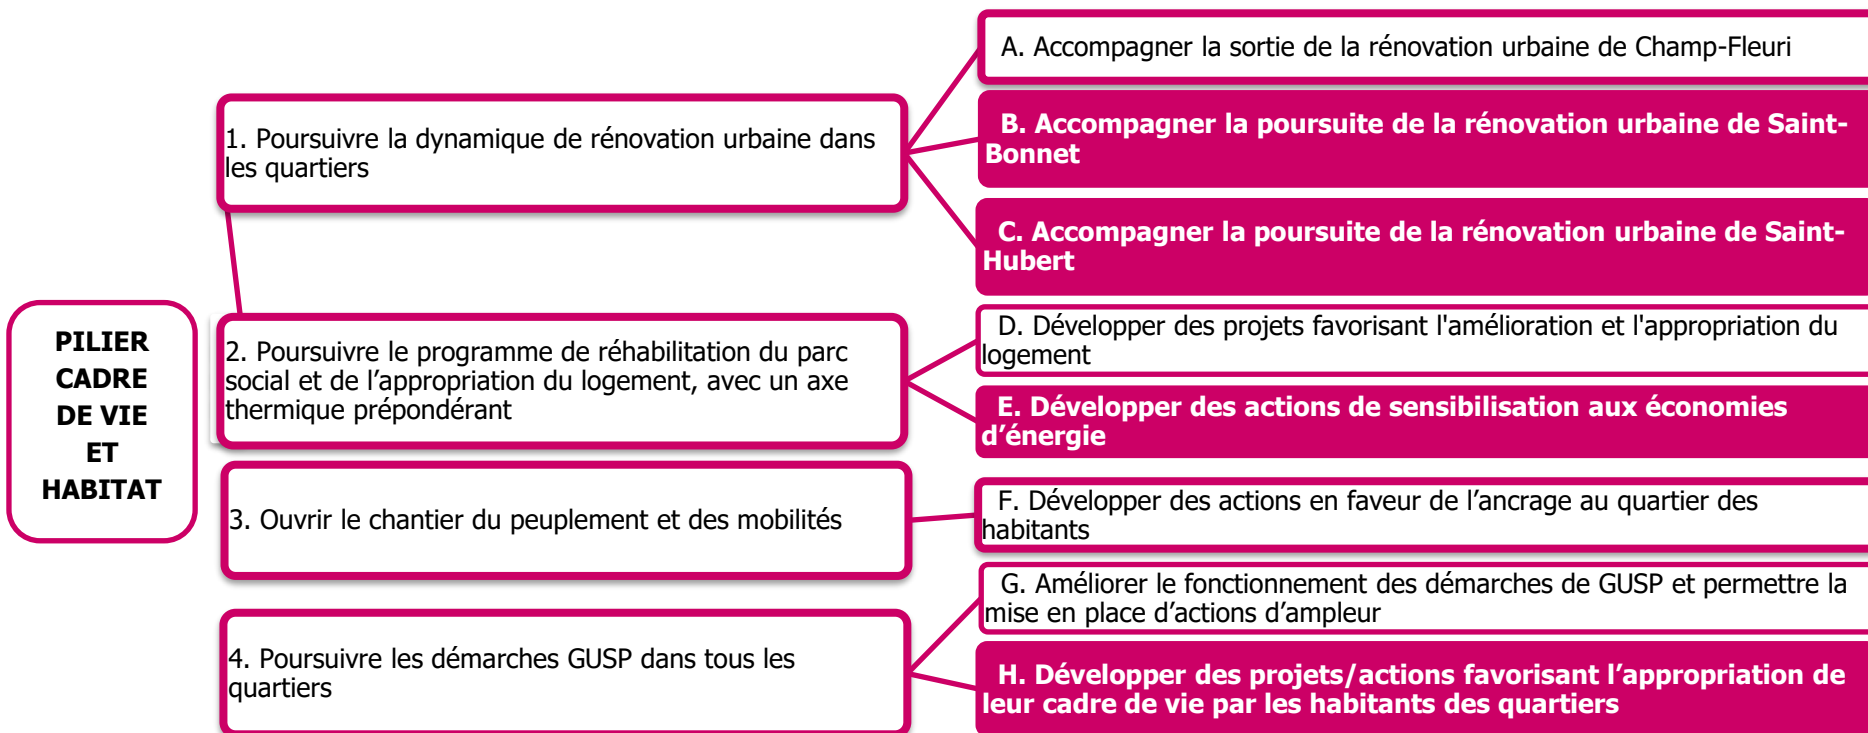 PILIER
CADRE
DE VIE
ET
HABITAT
1. Poursuivre la dynamique de rénovation urbaine dans
les quartiers
A. Accompagner la sortie de la rénovation urbaine de Champ-Fleuri
B. Accompagner la poursuite de la rénovation urbaine de Saint-
Bonnet
C. Accompagner la poursuite de la rénovation urbaine de Saint-
Hubert
2. Poursuivre le programme de réhabilitation du parc
social et de l’appropriation du logement, avec un axe
thermique prépondérant
D. Développer des projets favorisant l'amélioration et l'appropriation du
logement
E. Développer des actions de sensibilisation aux économies
d’énergie
3. Ouvrir le chantier du peuplement et des mobilités
F. Développer des actions en faveur de l’ancrage au quartier des
habitants
4. Poursuivre les démarches GUSP dans tous les
quartiers
G. Améliorer le fonctionnement des démarches de GUSP et permettre la
mise en place d’actions d’ampleur
H. Développer des projets/actions favorisant l’appropriation de
leur cadre de vie par les habitants des quartiers